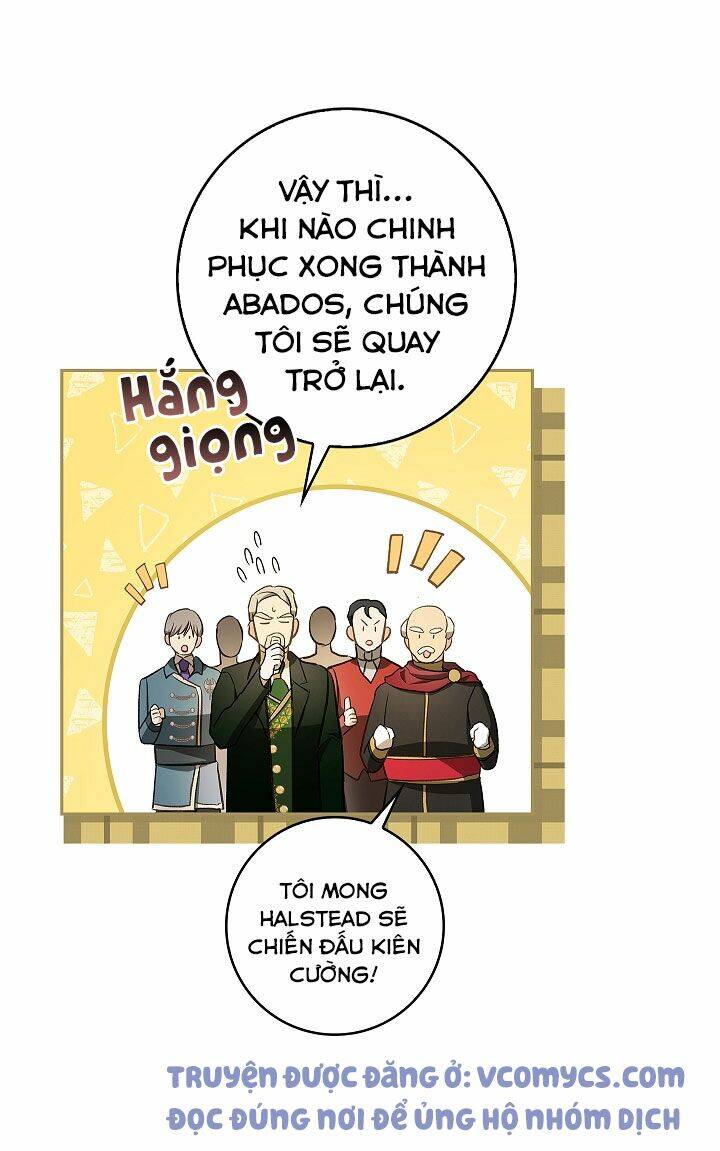 VẬY THÌ...
KHI NÀO CHINH
PHỤC XONG THÀNH
ABADOS, CHÚNG
TÔI SẼ QUAY
TRỞ LẠI.
Hắng
giọng
TÔI MONG
HALSTEAD SẼ
CHIẾN ĐẤU KIÊN
CƯỜNG!
TRUYỆN ĐƯỢC ĐĂNG Ở: VCOMYCS.COM
ĐỌC ĐÚNG NƠI ĐỂ ỦNG HỘ NHÓM DỊCH